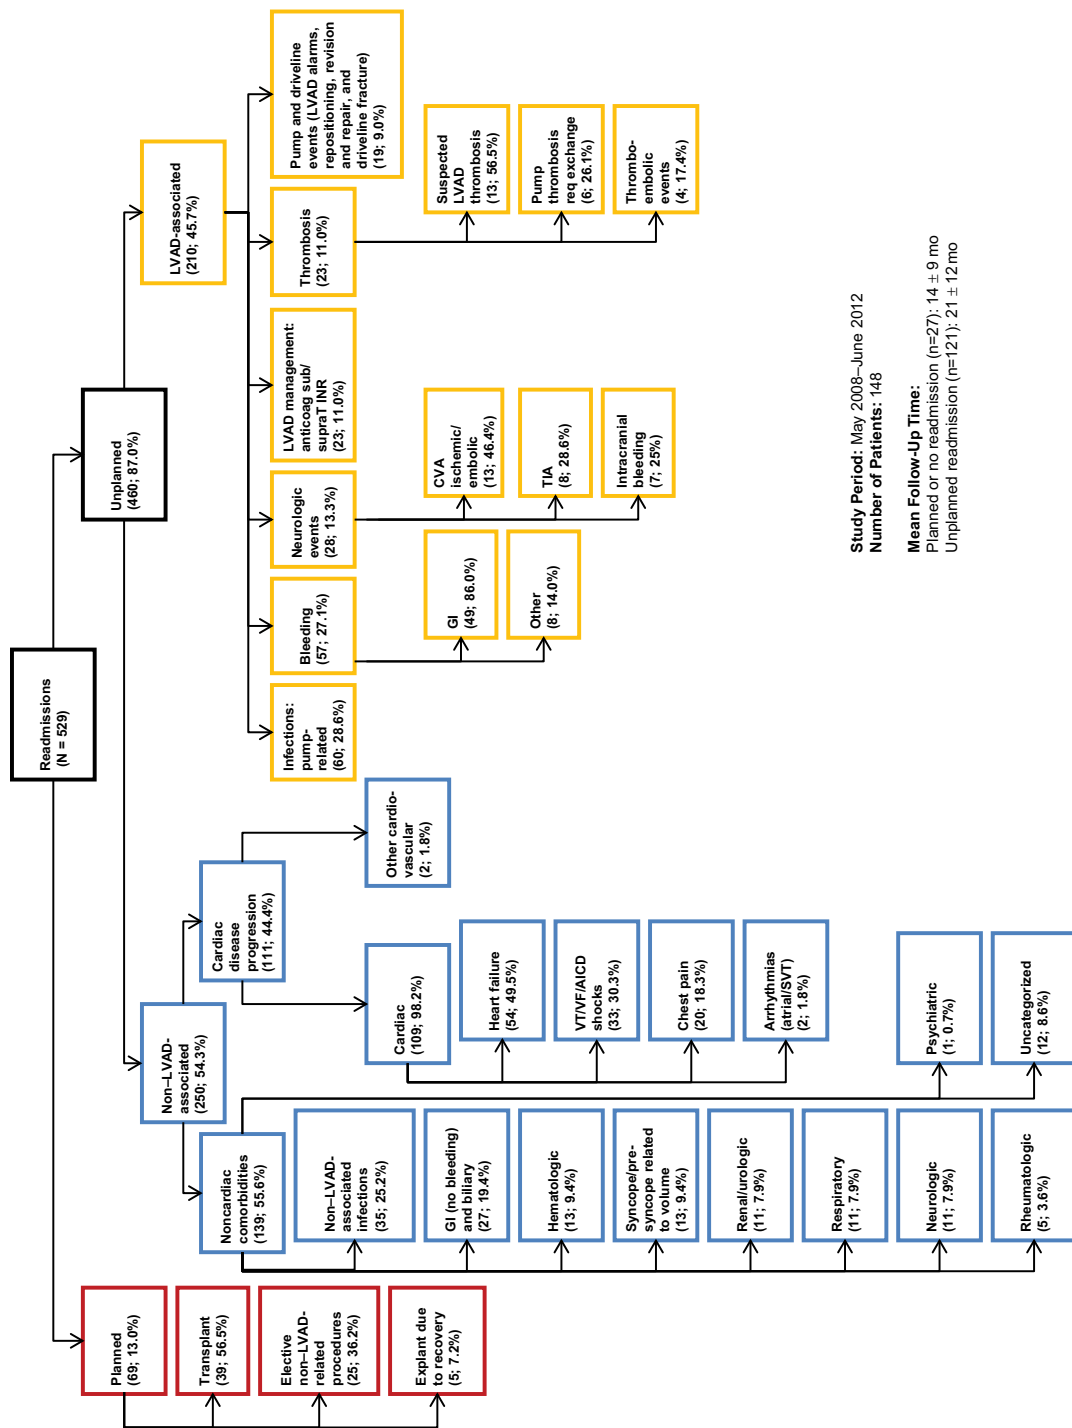 Readmissions
(N = 529)
Planned
(69; 13.0%)
Transplant
(39; 56.5%)
Elective
non–LVAD-
related
procedures
(25; 36.2%)
Explant due
to recovery
(5; 7.2%)
Unplanned
(460; 87.0%)
Non–LVAD-
associated
(250; 54.3%)
Noncardiac
comorbidities
(139; 55.6%)
Non–LVAD-
associated
infections
(35; 25.2%)
GI (no bleeding)
and biliary
(27; 19.4%)
Hematologic
(13; 9.4%)
Syncope/pre-
syncope related
to volume
(13; 9.4%)
Renal/urologic
(11; 7.9%)
Respiratory
(11; 7.9%)
Neurologic
(11; 7.9%)
Rheumatologic
(5; 3.6%)
Psychiatric
(1; 0.7%)
Uncategorized
(12; 8.6%)
Cardiac
disease
progression
(111; 44.4%)
Cardiac
(109; 98.2%)
Heart failure
(54; 49.5%)
VT/VF/AICD
shocks
(33; 30.3%)
Chest pain
(20; 18.3%)
Arrhythmias
(atrial/SVT)
(2; 1.8%)
Other cardio-
vascular
(2; 1.8%)
LVAD-associated
(210; 45.7%)
Infections:
pump-
related
(60; 28.6%)
Bleeding
(57; 27.1%)
GI
(49; 86.0%)
Other
(8; 14.0%)
Neurologic
events
(28; 13.3%)
CVA
ischemic/
embolic
(13; 46.4%)
TIA
(8; 28.6%)
Intracranial
bleeding
(7; 25%)
LVAD management:
anticoag sub/
supraT INR
(23; 11.0%)
Thrombosis
(23; 11.0%)
Suspected
LVAD
thrombosis
(13; 56.5%)
Pump
thrombosis
req exchange
(6; 26.1%)
Thrombo-
embolic
events
(4; 17.4%)
Pump and driveline
events (LVAD alarms,
repositioning, revision
and repair, and
driveline fracture)
(19; 9.0%)
Study Period: May 2008–June 2012
Number of Patients: 148
Mean Follow-Up Time:
Planned or no readmission (n=27): 14 ± 9 mo
Unplanned readmission (n=121): 21 ± 12 mo